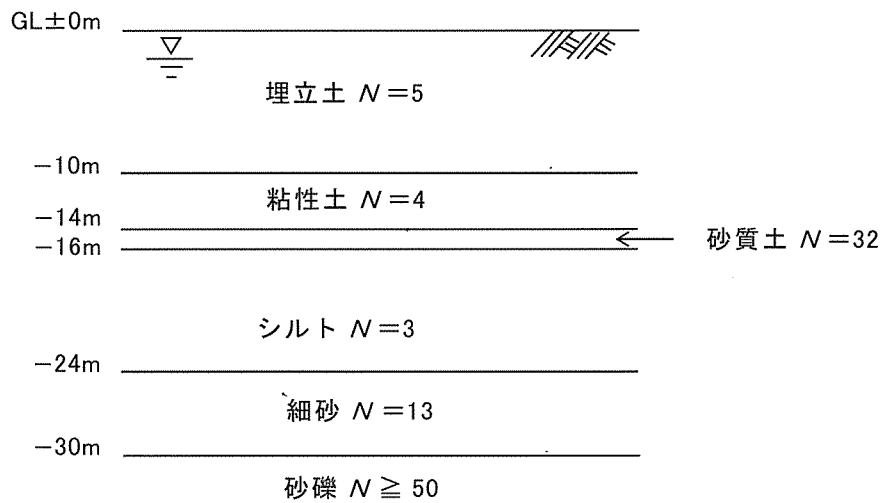 GL±0m
埋立土 N=5
−10m
粘性土 N=4
−14m
砂質土 N=32
−16m
シルト N=3
−24m
細砂 N=13
−30m
砂礫 N≧50